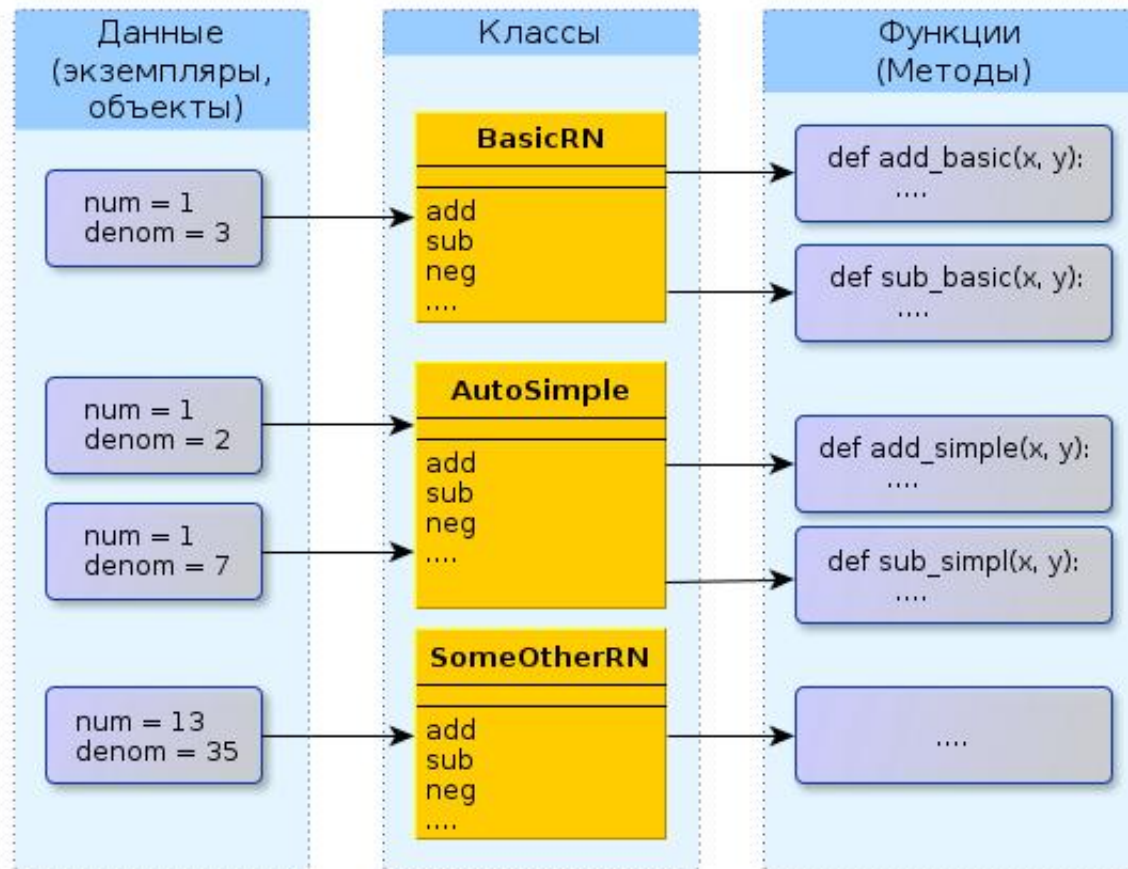 Данные
(экземпляры,
объекты)
num = 1
denom = 3
num = 1
denom = 2
num = 1
denom = 7
num = 13
denom = 35
Классы
BasicRN
add
sub
neg
....
AutoSimple
add
sub
neg
....
SomeOtherRN
add
sub
neg
....
Функции
(Методы)
def add_basic(x, y):
....
def sub_basic(x, y):
....
def add_simple(x, y):
....
def sub_simpl(x, y):
....
....